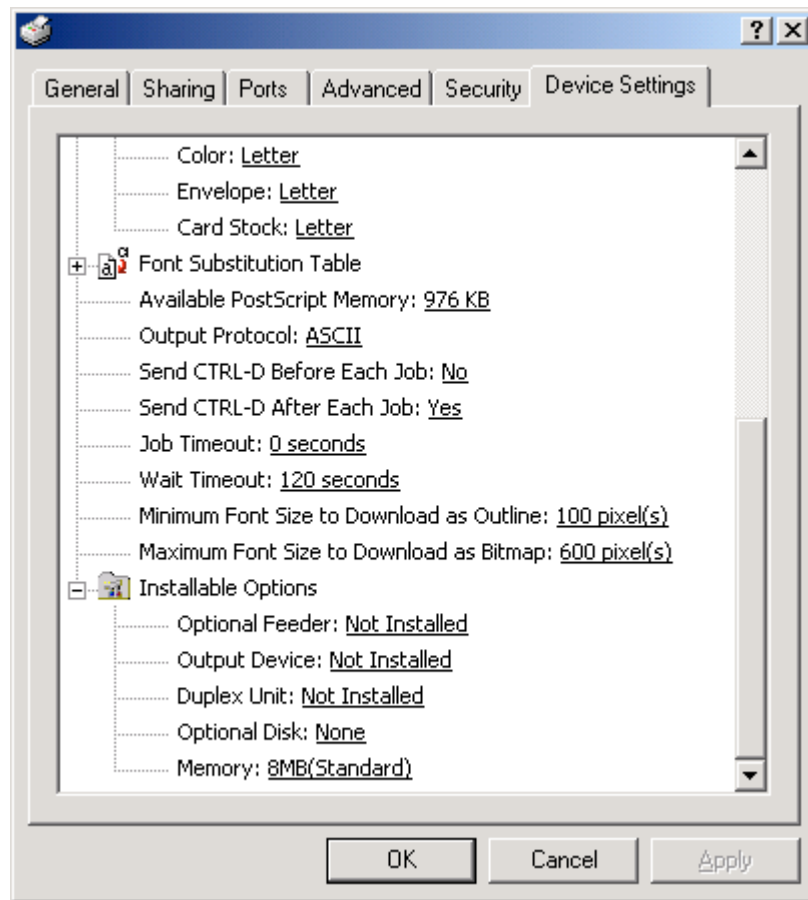 General Sharing Ports Advanced Security Device Settings
Color: Letter
Envelope: Letter
Card Stock: Letter
Font Substitution Table
Available PostScript Memory: 976 KB
Output Protocol: ASCII
Send CTRL-D Before Each Job: No
Send CTRL-D After Each Job: Yes
Job Timeout: 0 seconds
Wait Timeout: 120 seconds
Minimum Font Size to Download as Outline: 100 pixel(s)
Maximum Font Size to Download as Bitmap: 600 pixel(s)
Installable Options
Optional Feeder: Not Installed
Output Device: Not Installed
Duplex Unit: Not Installed
Optional Disk: None
Memory: 8MB(Standard)
OK Cancel Apply